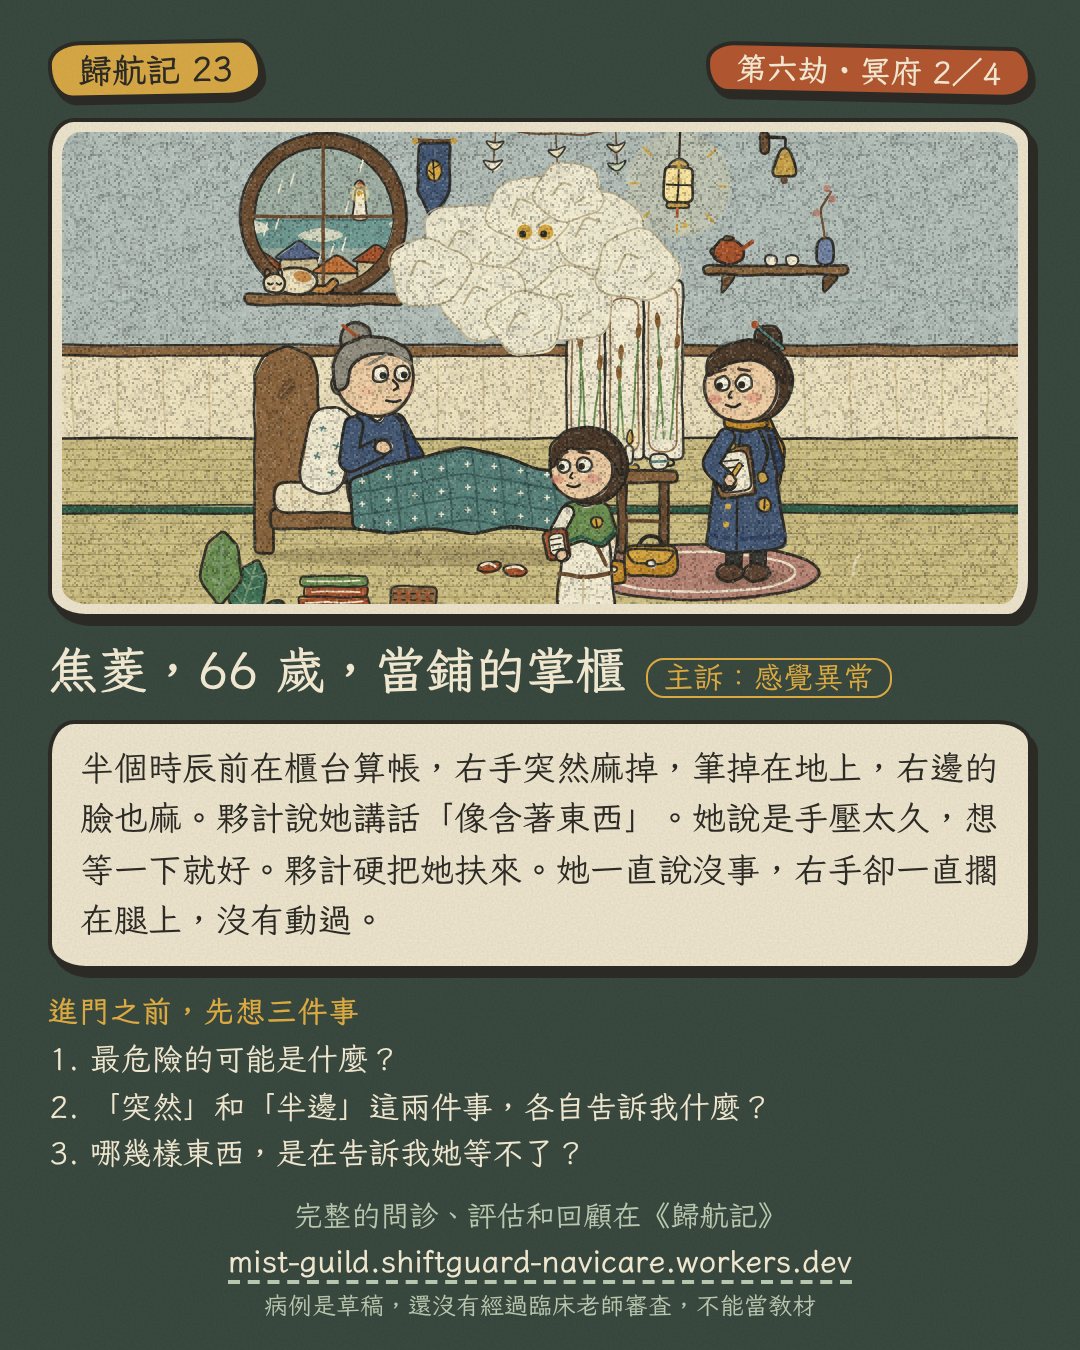 歸航記 23
第六劫・冥府 2／4
焦菱，66 歲，當鋪的掌櫃
主訴：感覺異常
半個時辰前在櫃台算帳，右手突然麻掉，筆掉在地上，右邊的
臉也麻。夥計說她講話「像含著東西」。她說是手壓太久，想
等一下就好。夥計硬把她扶來。她一直說沒事，右手卻一直擱
在腿上，沒有動過。
進門之前，先想三件事
1. 最危險的可能是什麼？
2. 「突然」和「半邊」這兩件事，各自告訴我什麼？
3. 哪幾樣東西，是在告訴我她等不了？
完整的問診、評估和回顧在《歸航記》
mist-guild.shiftguard-navicare.workers.dev
病例是草稿，還沒有經過臨床老師審查，不能當教材